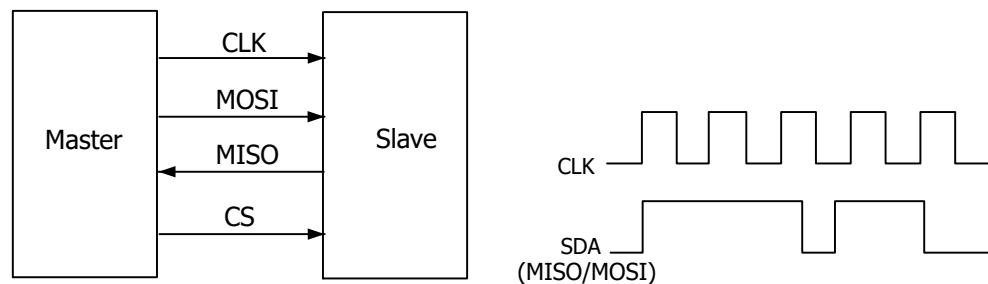 Master
CLK
MOSI
MISO
CS
Slave
CLK
SDA
(MISO/MOSI)